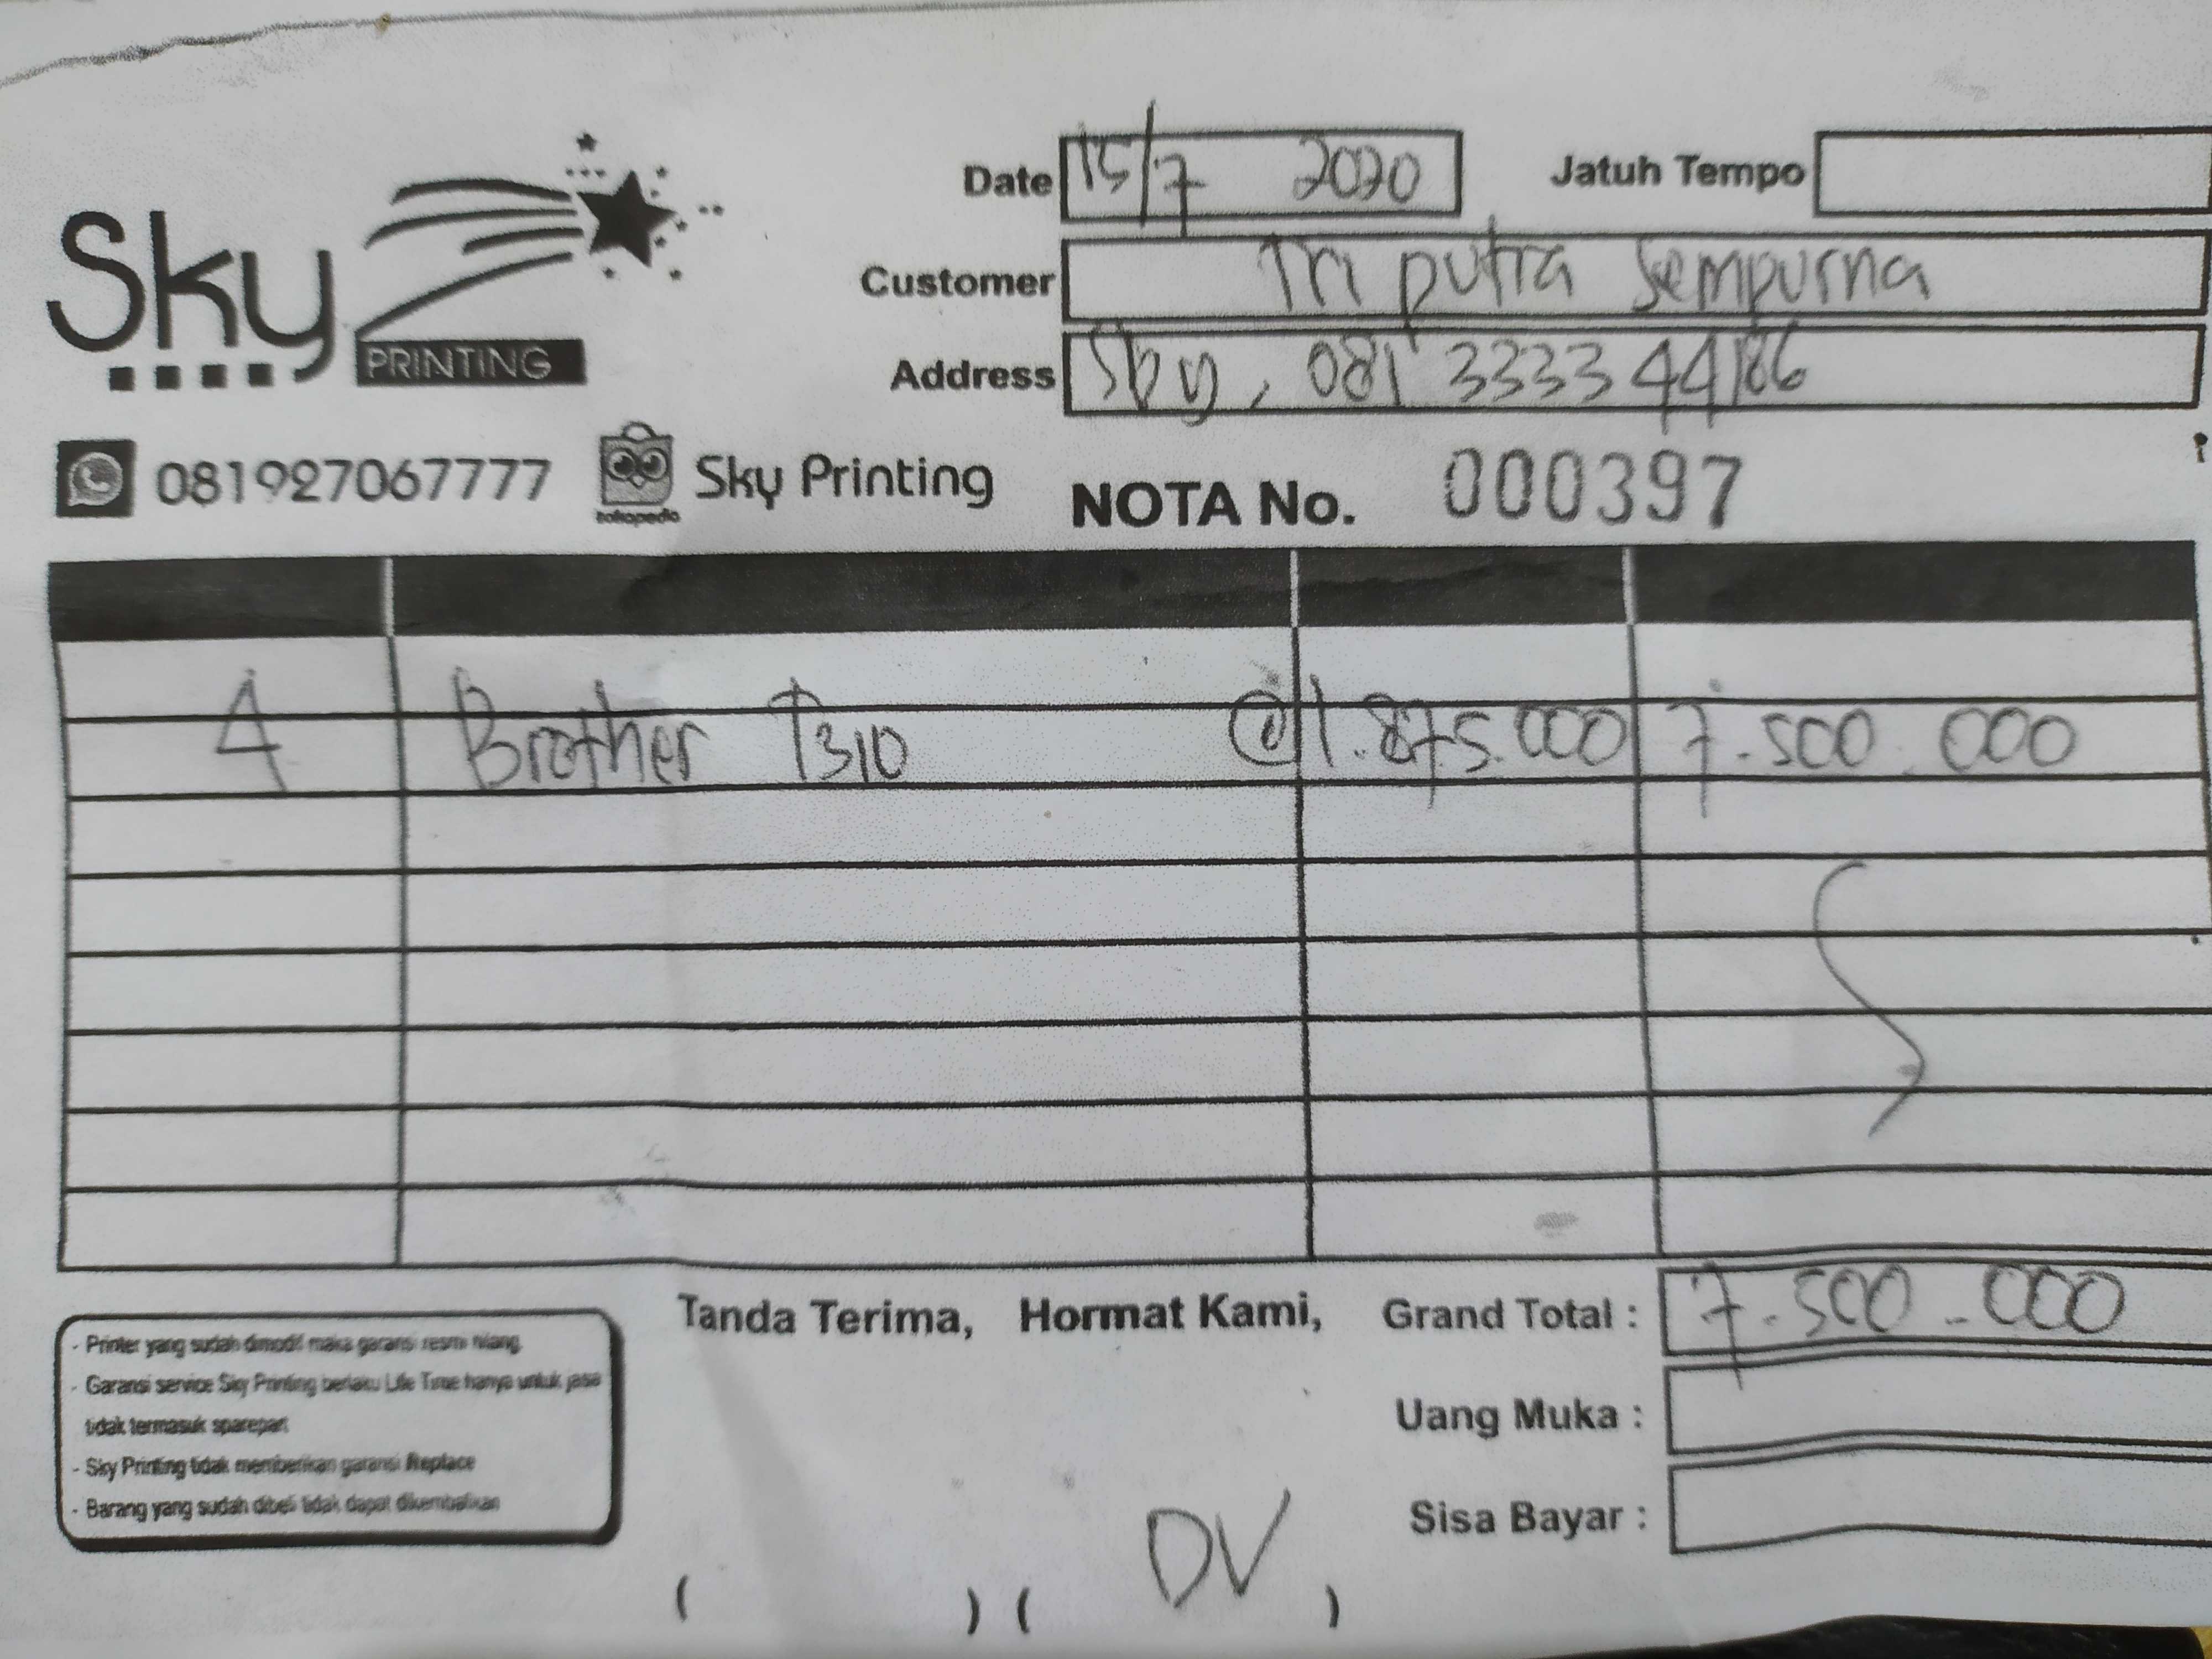 Sky
PRINTING
Date 15/7 2020 Jatuh Tempo
Customer Tri putra Sempurna
Address Sby, 081 3333 44186
081927067777 tokopedia Sky Printing NOTA No. 000397
4 Brother T310 @ 1.875.000 7.500.000
Tanda Terima, Hormat Kami, Grand Total : 7.500.000
Uang Muka :
Sisa Bayar :
- Printer yang sudah dimodif maka garansi resmi hilang
- Garansi service Sky Printing berlaku Life Time hanya untuk jasa
tidak termasuk sparepart
- Sky Printing tidak memberikan garansi Replace
- Barang yang sudah dibeli tidak dapat dikembalikan
( ) ( DV )